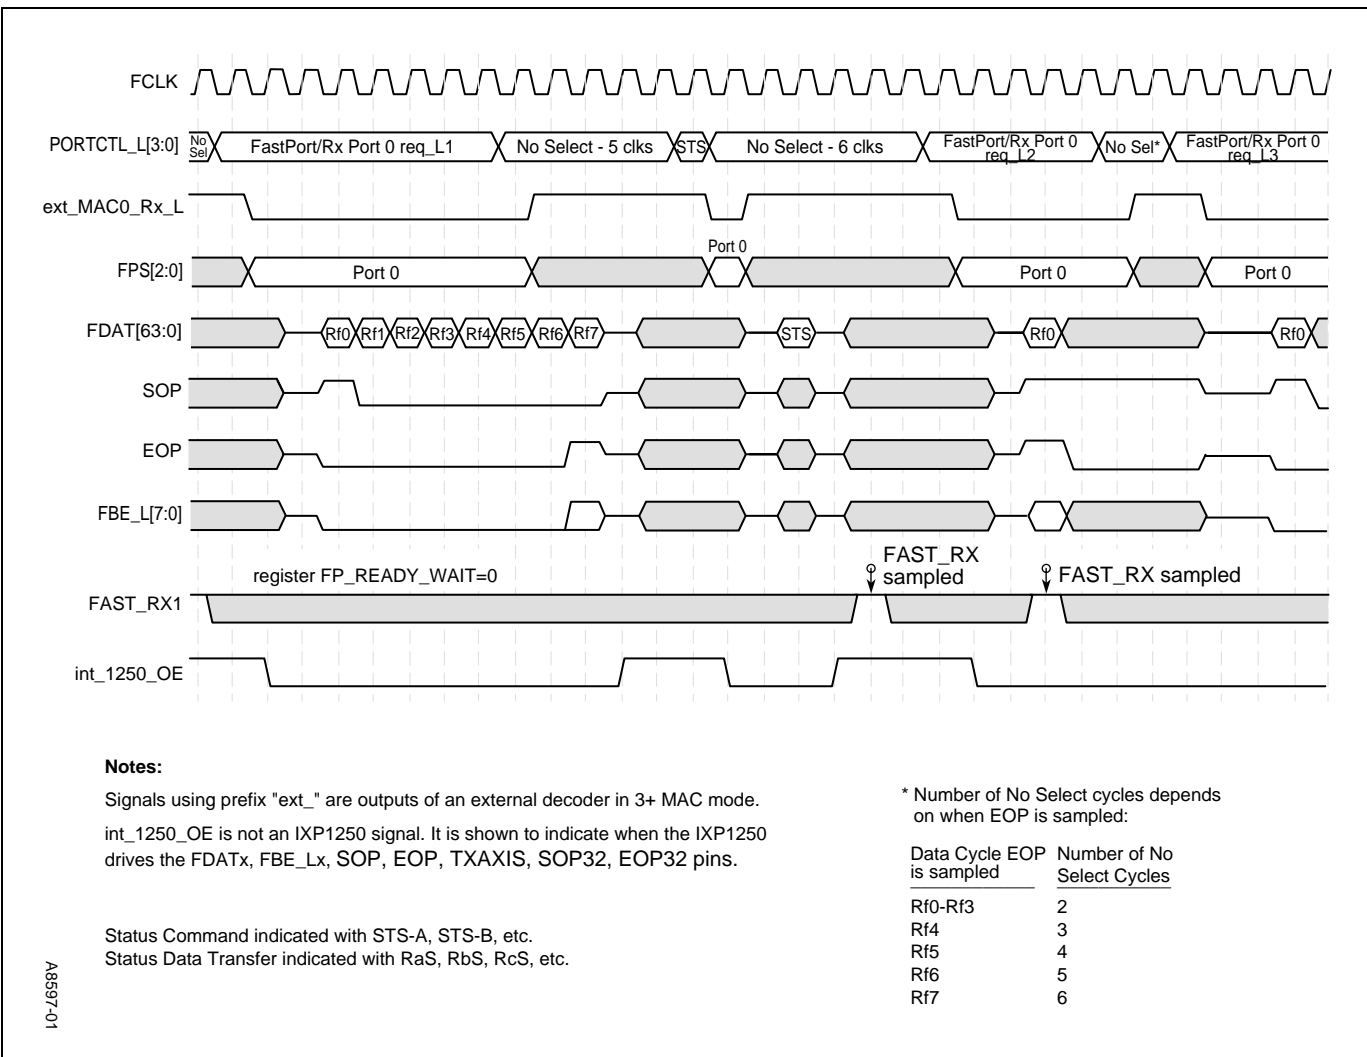 FCLK
PORTCTL_L[3:0] No Sel FastPort/Rx Port 0 req_L1 No Select - 5 clks STS No Select - 6 clks FastPort/Rx Port 0 req_L2 No Sel* FastPort/Rx Port 0 req_L3
ext_MAC0_Rx_L
Port 0
FPS[2:0] Port 0 Port 0 Port 0
FDAT[63:0] Rf0 Rf1 Rf2 Rf3 Rf4 Rf5 Rf6 Rf7 STS Rf0 Rf0
SOP
EOP
FBE_L[7:0]
FAST_RX
sampled
register FP_READY_WAIT=0 FAST_RX sampled
FAST_RX1
int_1250_OE
Notes:
Signals using prefix "ext_" are outputs of an external decoder in 3+ MAC mode.
int_1250_OE is not an IXP1250 signal. It is shown to indicate when the IXP1250
drives the FDATx, FBE_Lx, SOP, EOP, TXAXIS, SOP32, EOP32 pins.
Status Command indicated with STS-A, STS-B, etc.
Status Data Transfer indicated with RaS, RbS, RcS, etc.
* Number of No Select cycles depends
on when EOP is sampled:
Data Cycle EOP is sampled Number of No Select Cycles
Rf0-Rf3 2
Rf4 3
Rf5 4
Rf6 5
Rf7 6
A8597-01